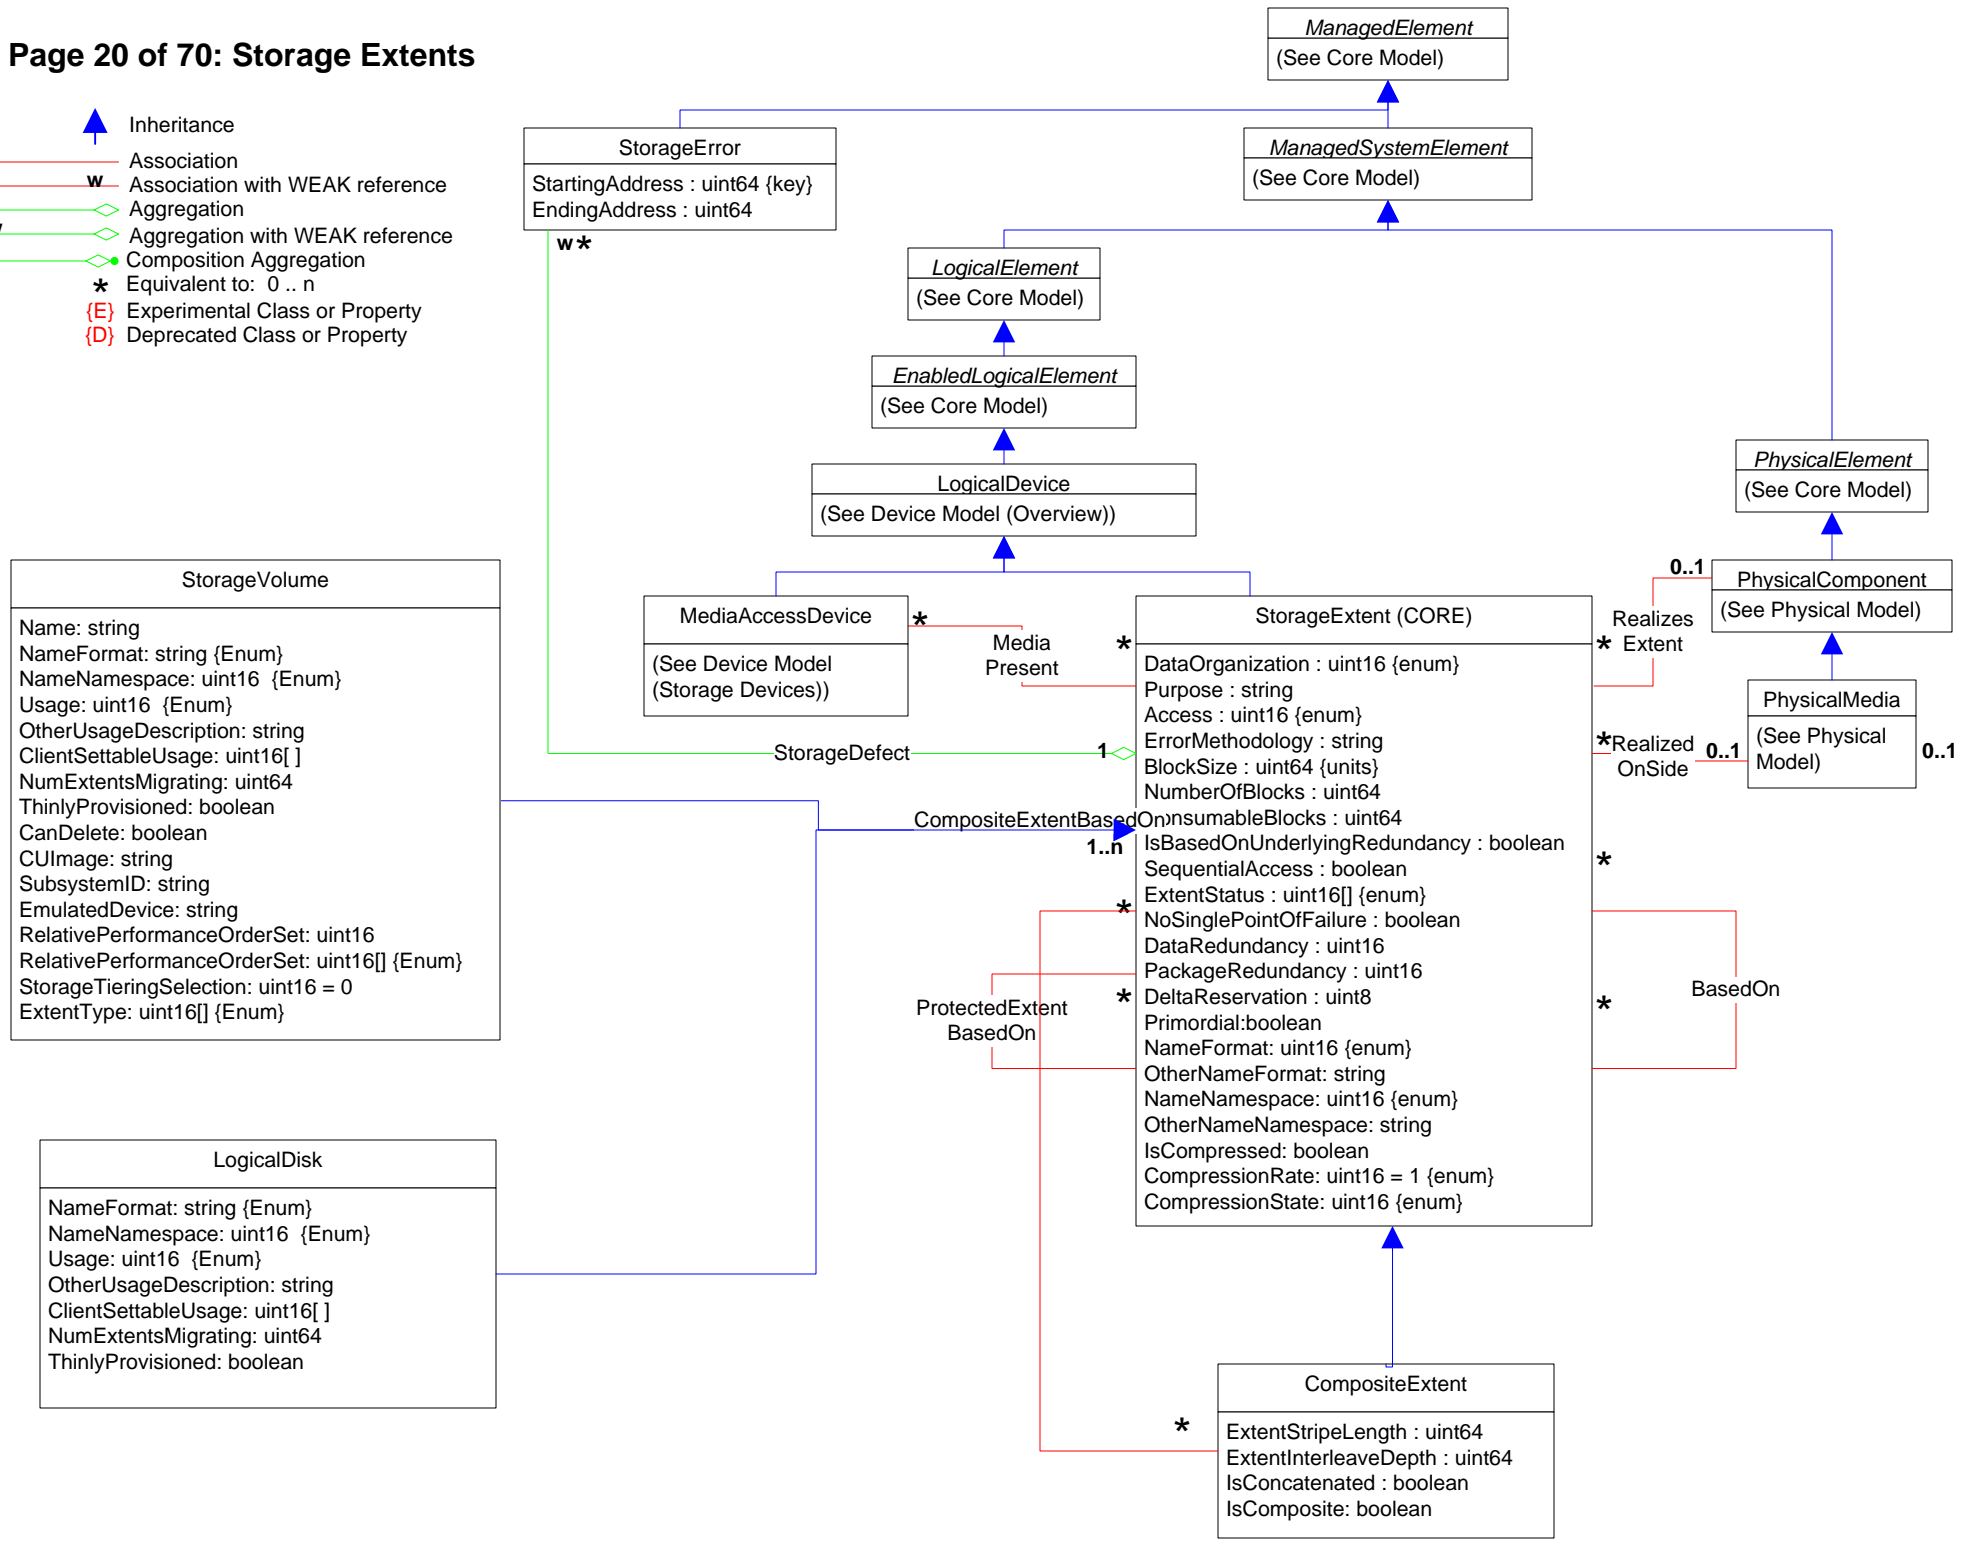 Page 20 of 70: Storage Extents
Inheritance
Association
w
Association with WEAK reference
Aggregation
Aggregation with WEAK reference
Composition Aggregation
* Equivalent to: 0 .. n
{E} Experimental Class or Property
{D} Deprecated Class or Property
ManagedElement
(See Core Model)
StorageError
StartingAddress : uint64 {key}
EndingAddress : uint64
w *
ManagedSystemElement
(See Core Model)
LogicalElement
(See Core Model)
EnabledLogicalElement
(See Core Model)
LogicalDevice
(See Device Model (Overview))
PhysicalElement
(See Core Model)
0..1
PhysicalComponent
(See Physical Model)
Realizes
Extent
*
PhysicalMedia
(See Physical
Model)
0..1
0..1
*
Realized
OnSide
MediaAccessDevice
(See Device Model
(Storage Devices))
*
Media
Present
*
StorageDefect
1
CompositeExtentBasedOn
1..n
*
*
ProtectedExtent
BasedOn
StorageExtent (CORE)
DataOrganization : uint16 {enum}
Purpose : string
Access : uint16 {enum}
ErrorMethodology : string
BlockSize : uint64 {units}
NumberOfBlocks : uint64
onsumableBlocks : uint64
IsBasedOnUnderlyingRedundancy : boolean
SequentialAccess : boolean
ExtentStatus : uint16[] {enum}
NoSinglePointOfFailure : boolean
DataRedundancy : uint16
PackageRedundancy : uint16
DeltaReservation : uint8
Primordial:boolean
NameFormat: uint16 {enum}
OtherNameFormat: string
NameNamespace: uint16 {enum}
OtherNameNamespace: string
IsCompressed: boolean
CompressionRate: uint16 = 1 {enum}
CompressionState: uint16 {enum}
*
*
BasedOn
StorageVolume
Name: string
NameFormat: string {Enum}
NameNamespace: uint16 {Enum}
Usage: uint16 {Enum}
OtherUsageDescription: string
ClientSettableUsage: uint16[ ]
NumExtentsMigrating: uint64
ThinlyProvisioned: boolean
CanDelete: boolean
CUImage: string
SubsystemID: string
EmulatedDevice: string
RelativePerformanceOrderSet: uint16
RelativePerformanceOrderSet: uint16[] {Enum}
StorageTieringSelection: uint16 = 0
ExtentType: uint16[] {Enum}
LogicalDisk
NameFormat: string {Enum}
NameNamespace: uint16 {Enum}
Usage: uint16 {Enum}
OtherUsageDescription: string
ClientSettableUsage: uint16[ ]
NumExtentsMigrating: uint64
ThinlyProvisioned: boolean
*
CompositeExtent
ExtentStripeLength : uint64
ExtentInterleaveDepth : uint64
IsConcatenated : boolean
IsComposite: boolean